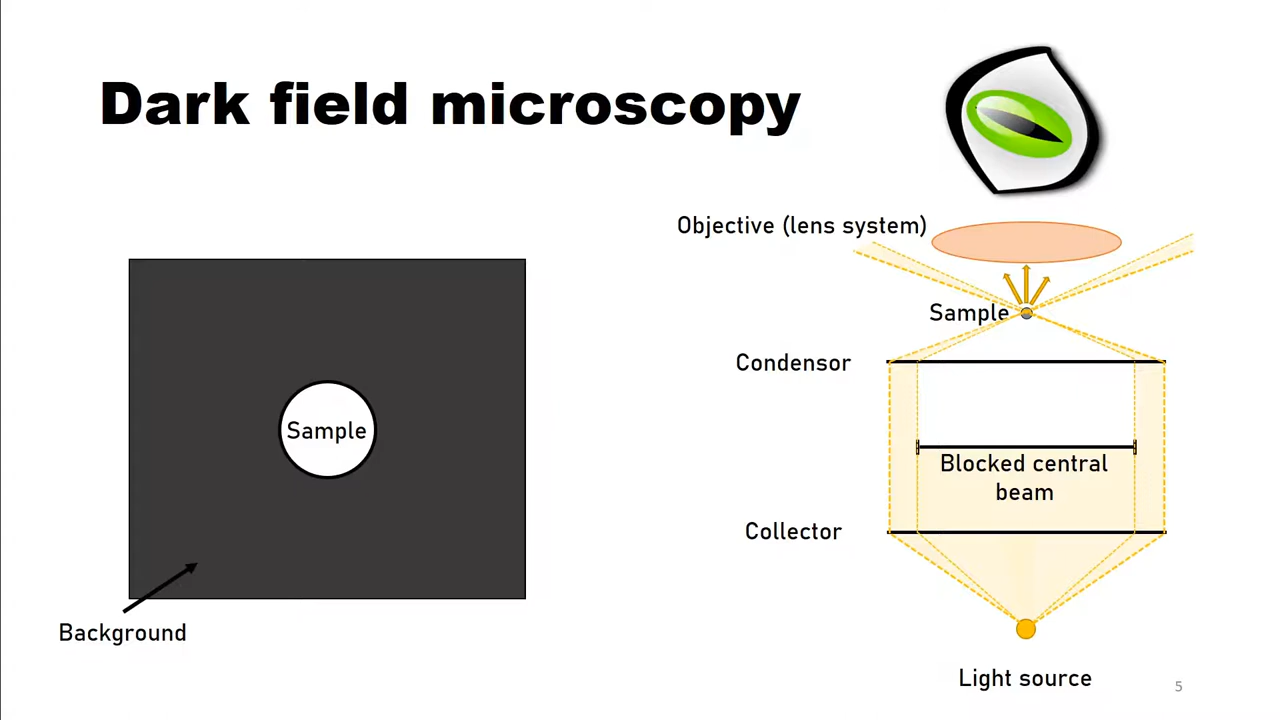 Dark field microscopy
Objective (lens system)
Sample
Condensor
Sample
Blocked central
beam
Collector
Background
Light source
5